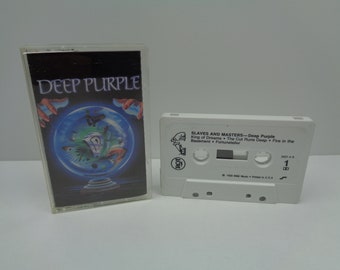 DEEP PURPLE
SLAVES AND MASTERS—Deep Purple
King of Dreams • The Cut Runs Deep • Fire in the
Basement • Fortuneteller
1